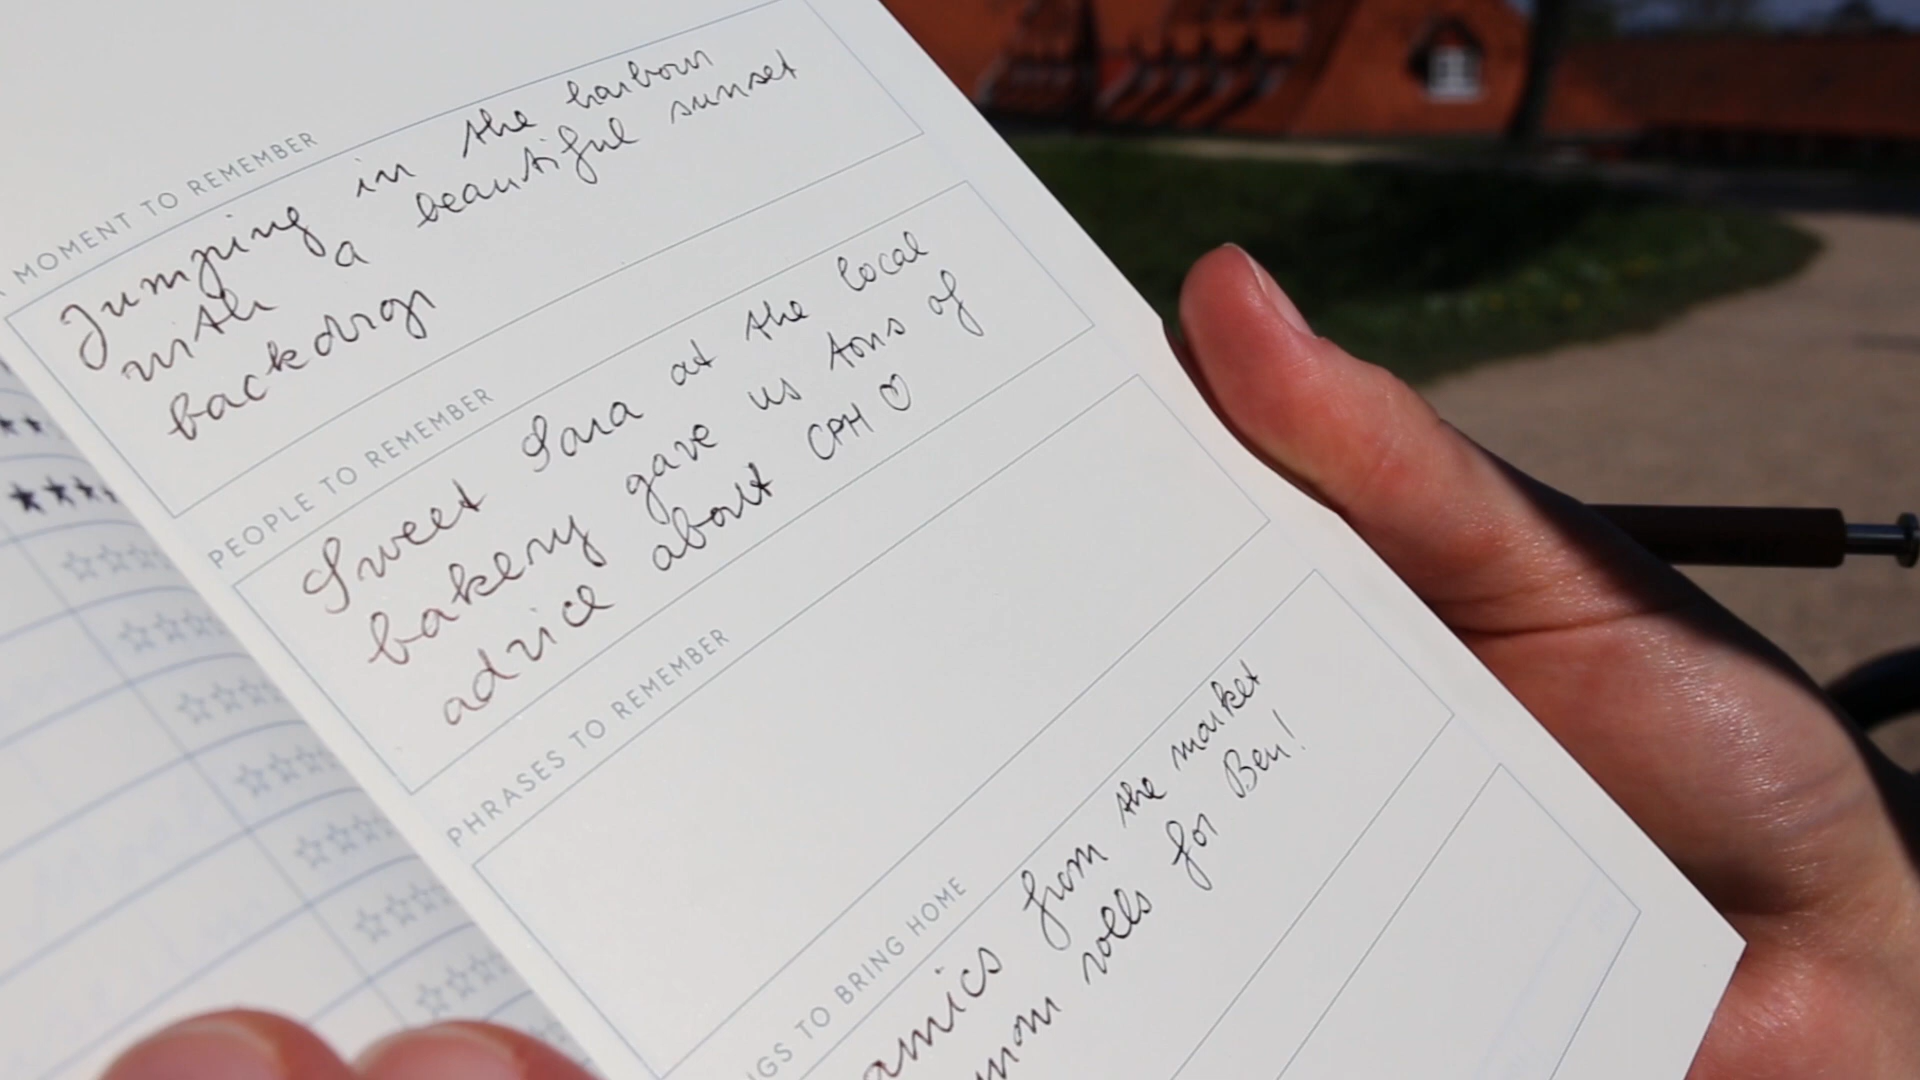 MOMENT TO REMEMBER
Jumping in the harbour
with a beautiful sunset
backdrop
PEOPLE TO REMEMBER
Sweet Sara at the local
bakery gave us tons of
advice about CPH ♡
PHRASES TO REMEMBER
NGS TO BRING HOME
amics from the market
mon rolls for Ben!